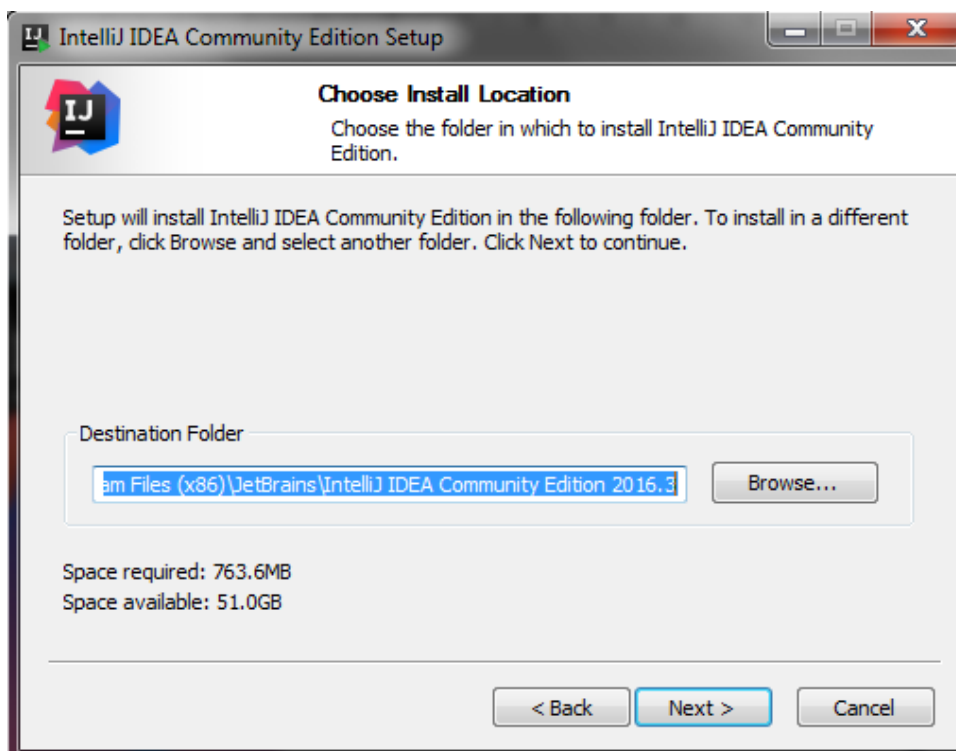 IntelliJ IDEA Community Edition Setup
IJ
Choose Install Location
Choose the folder in which to install IntelliJ IDEA Community
Edition.
Setup will install IntelliJ IDEA Community Edition in the following folder. To install in a different
folder, click Browse and select another folder. Click Next to continue.
Destination Folder
am Files (x86)\JetBrains\IntelliJ IDEA Community Edition 2016.3
Browse...
Space required: 763.6MB
Space available: 51.0GB
< Back
Next >
Cancel